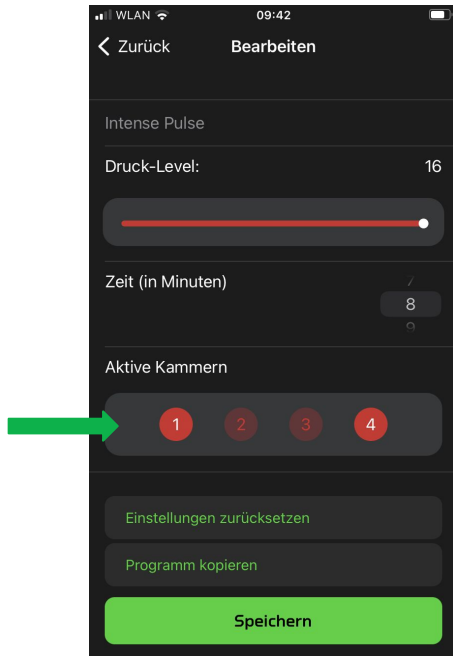 WLAN 09:42
Zurück Bearbeiten
Intense Pulse
Druck-Level: 16
7
Zeit (in Minuten) 8
9
Aktive Kammern
1 2 3 4
Einstellungen zurücksetzen
Programm kopieren
Speichern